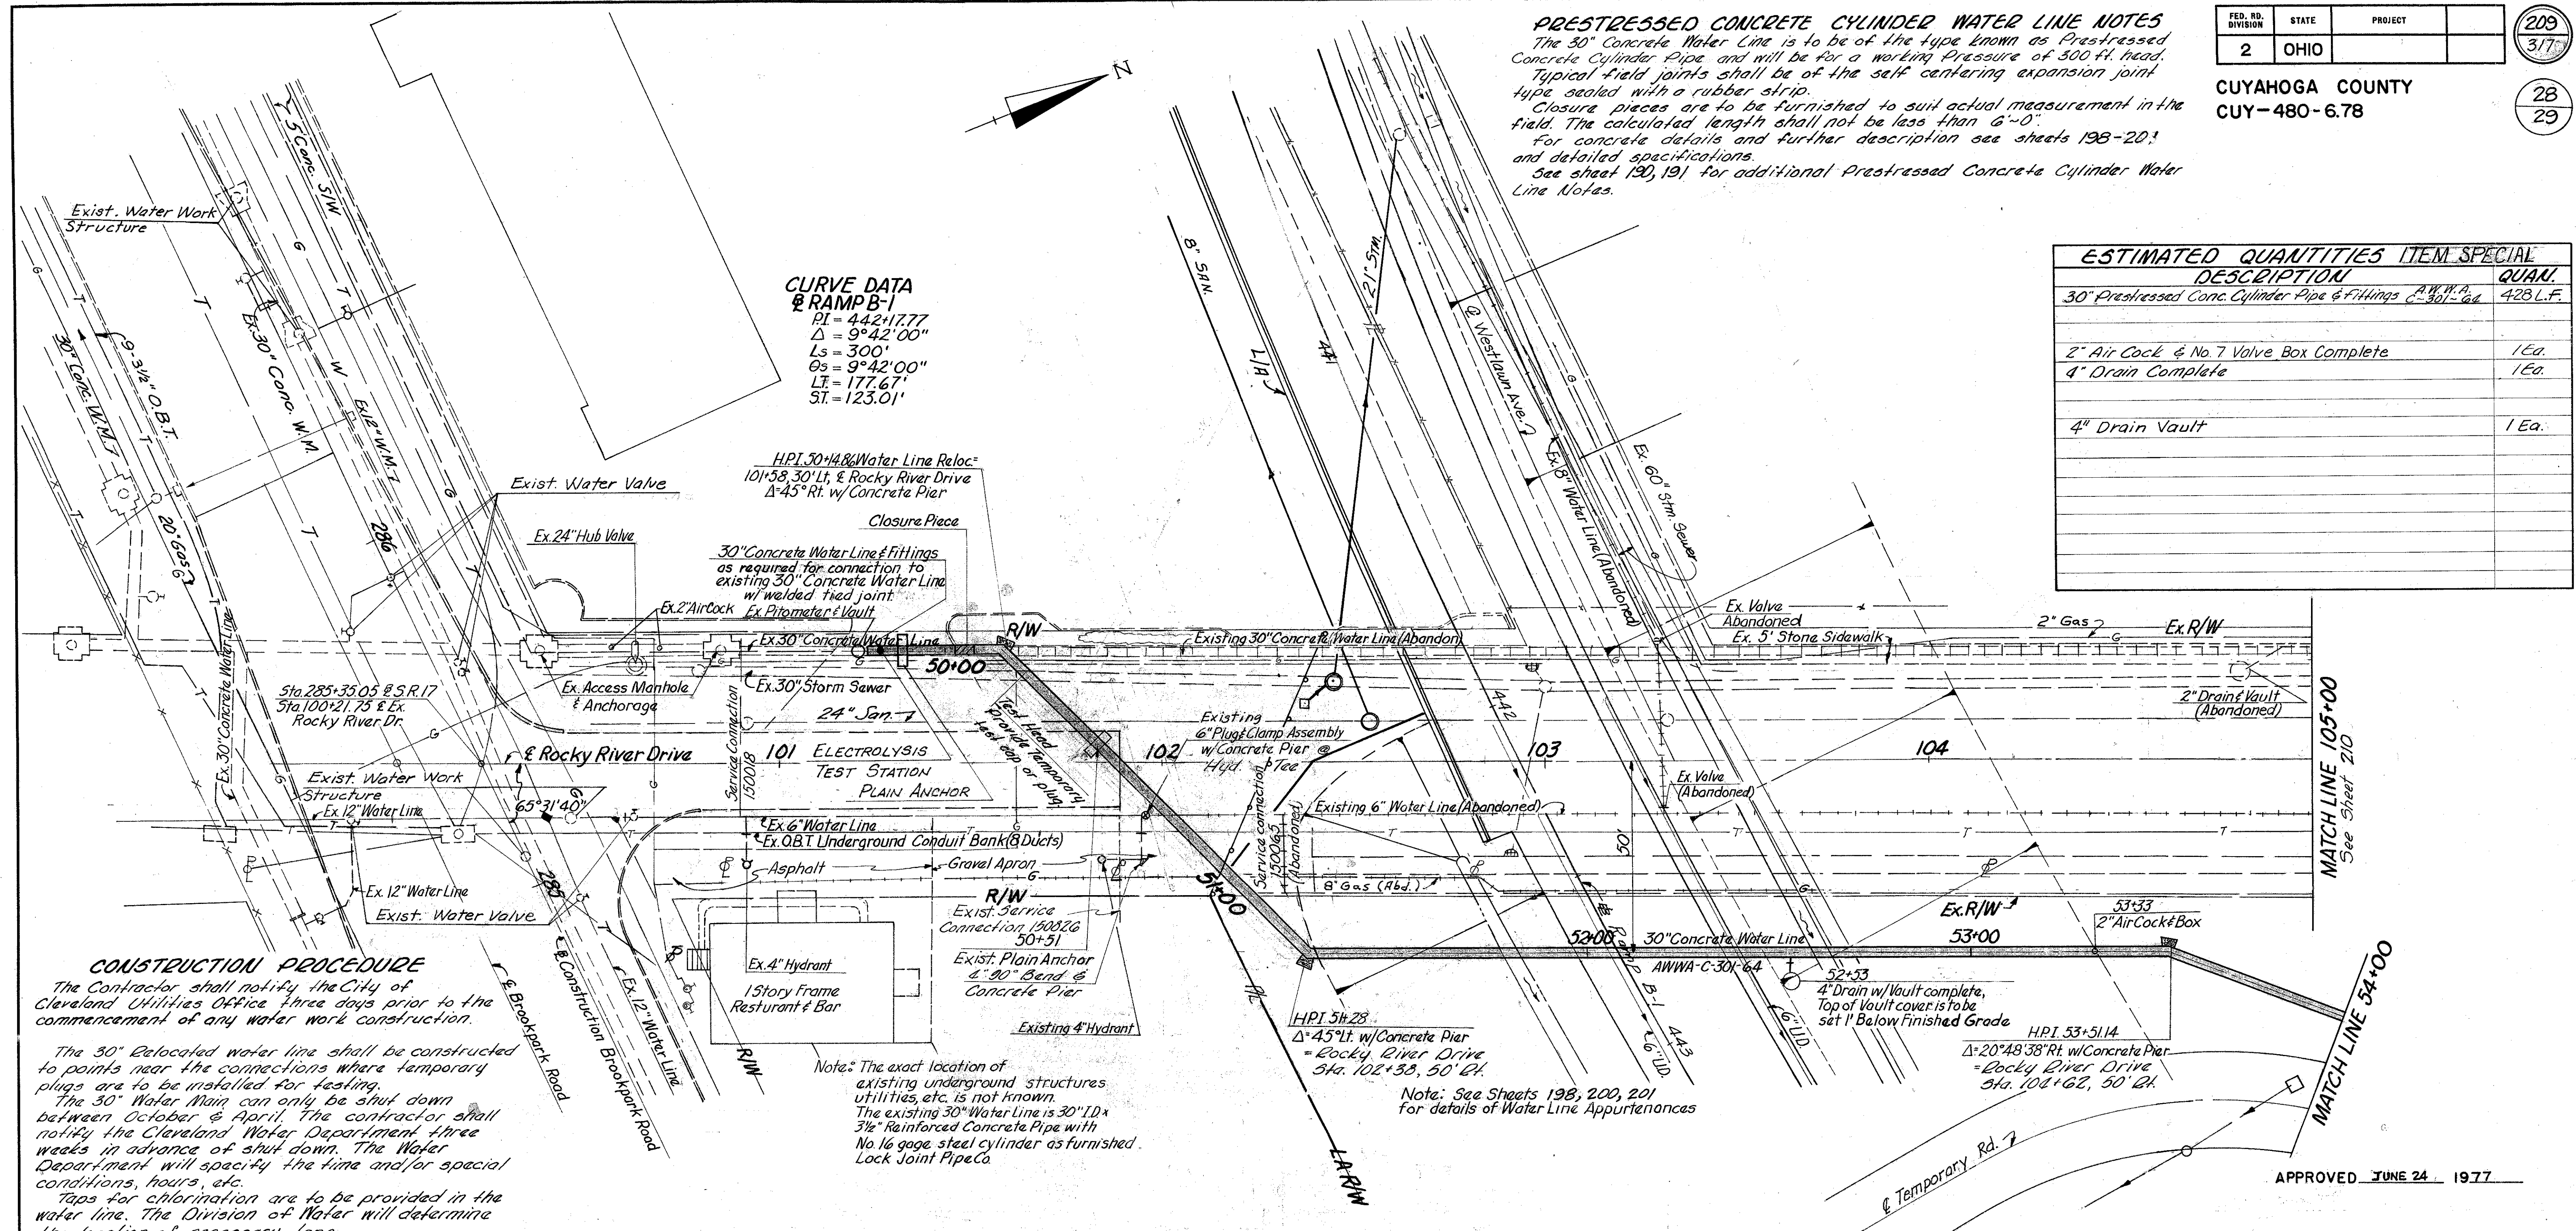 PRESTRESSED CONCRETE CYLINDER WATER LINE NOTES
The 30" Concrete Water Line is to be of the type known as Prestressed
Concrete Cylinder Pipe and will be for a working Pressure of 300 ft. head.
Typical field joints shall be of the self centering expansion joint
type sealed with a rubber strip.
Closure pieces are to be furnished to suit actual measurement in the
field. The calculated length shall not be less than 6'~0".
For concrete details and further description see sheets 198-201
and detailed specifications.
See sheet 190, 191 for additional Prestressed Concrete Cylinder Water
Line Notes.
FED. RD. DIVISION
STATE
PROJECT
2
OHIO
209
317
CUYAHOGA COUNTY
CUY-480-6.78
28
29
N
ESTIMATED QUANTITIES ITEM SPECIAL
DESCRIPTION
QUAN.
30" Prestressed Conc. Cylinder Pipe & Fittings A.W.W.A. C-301-64
428 L.F.
2" Air Cock & No. 7 Valve Box Complete
1 Ea.
4" Drain Complete
1 Ea.
4" Drain Vault
1 Ea.
CURVE DATA
RAMP B-1
P.I. = 442+17.77
Δ = 9°42'00"
Ls = 300'
Θs = 9°42'00"
L.T. = 177.67'
S.T. = 123.01'
5' Conc. S/W
Exist. Water Work
Structure
30" Conc. W.M.
9-3½" O.B.T.
Ex. 30" Conc. W.M.
Ex 12" W.M.
20" Gas
286
Exist. Water Valve
Ex. 24" Hub Valve
H.P.I. 50+14.86 Water Line Reloc.=
101+58, 30' Lt, ℄ Rocky River Drive
Δ=45° Rt. w/ Concrete Pier
Closure Piece
30" Concrete Water Line & Fittings
as required for connection to
existing 30" Concrete Water Line
w/ welded tied joint.
Ex. 2" Air Cock
Ex. Pitometer & Vault
Ex. 30" Concrete Water Line
R/W
50+00
8" SAN.
L/A
441
21" STM.
℄ Westlawn Ave.
Ex. 8" Water Line (Abandoned)
Ex. 60" Stm. Sewer
Existing 30" Concrete Water Line (Abandon)
Ex. Valve
Abandoned
Ex. 5' Stone Sidewalk
2" Gas
Ex. R/W
2" Drain & Vault
(Abandoned)
MATCH LINE 105+00
See Sheet 210
Ex. 30" Concrete Water Line
Sta. 285+35.05 ℄ S.R. 17
Sta. 100+21.75 ℄ Ex.
Rocky River Dr.
Ex. Access Manhole
& Anchorage
Ex. 30" Storm Sewer
24" San.
Service Connection
150018
℄ Rocky River Drive
101
ELECTROLYSIS
TEST STATION
PLAIN ANCHOR
Test Head
Provide Temporary
test cap or plug
102
Existing
6" Plug & Clamp Assembly
w/ Concrete Pier @
Hyd. Tee
442
103
104
Exist. Water Work
Structure
Ex 12" Water Line
65°31'40"
Ex. Valve
(Abandoned)
Existing 6" Water Line (Abandoned)
Service connection
150065
(Abandoned)
Ex. 6" Water Line
Ex. O.B.T. Underground Conduit Bank (8 Ducts)
Asphalt
Gravel Apron
50'
8" Gas (Abd.)
Ex. 12" Water Line
Exist. Water Valve
285
R/W
Exist. Service
Connection 150826
50+51
Exist. Plain Anchor
4" 90° Bend &
Concrete Pier
Existing 4" Hydrant
51+00
Ex. R/W
53+33
2" Air Cock & Box
52+00
30" Concrete Water Line
53+00
AWWA-C-301-64
52+53
4" Drain w/ Vault complete,
Top of Vault cover is to be
set 1' Below Finished Grade
℄ Ramp B-1
443
6" U.D.
6" U.D.
H.P.I. 51+28
Δ=45° Lt. w/ Concrete Pier
= Rocky River Drive
Sta. 102+38, 50' Rt.
H.P.I. 53+51.14
Δ=20°48'38" Rt. w/ Concrete Pier
= Rocky River Drive
Sta. 104+62, 50' Rt.
MATCH LINE 54+00
Note: See Sheets 198, 200, 201
for details of Water Line Appurtenances
Ex. 4" Hydrant
1 Story Frame
Resturant & Bar
R/W
℄ Brookpark Road
℄ Construction Brookpark Road
Ex. 12" Water Line
Note: The exact location of
existing underground structures
utilities, etc. is not known.
The existing 30" Water Line is 30" I.D. x
3½" Reinforced Concrete Pipe with
No. 16 gage steel cylinder as furnished.
Lock Joint Pipe Co.
P/L
LA R/W
℄ Temporary Rd.
CONSTRUCTION PROCEDURE
The Contractor shall notify the City of
Cleveland Utilities Office three days prior to the
commencement of any water work construction.
The 30" Relocated water line shall be constructed
to points near the connections where temporary
plugs are to be installed for testing.
The 30" Water Main can only be shut down
between October & April. The contractor shall
notify the Cleveland Water Department three
weeks in advance of shut down. The Water
Department will specify the time and/or special
conditions, hours, etc.
Taps for chlorination are to be provided in the
water line. The Division of Water will determine
APPROVED JUNE 24 1977